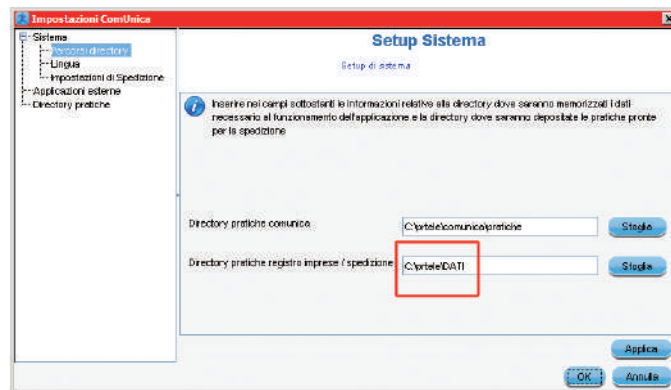 Impostazioni ComUnica
Sistema
Percorsi directory
Lingua
Impostazioni di Spedizione
Applicazioni esterne
Directory pratiche
Setup Sistema
Setup di sistema
Inserire nei campi sottostanti le informazioni relative alla directory dove saranno memorizzati i dati
necessario al funzionamento dell'applicazione e la directory dove saranno depositate le pratiche pronte
per la spedizione
Directory pratiche comunica
C:\prtele\comunica\pratiche
Sfoglia
Directory pratiche registro imprese / spedizione
C:\prtele\DATI
Sfoglia
Applica
OK
Annulla